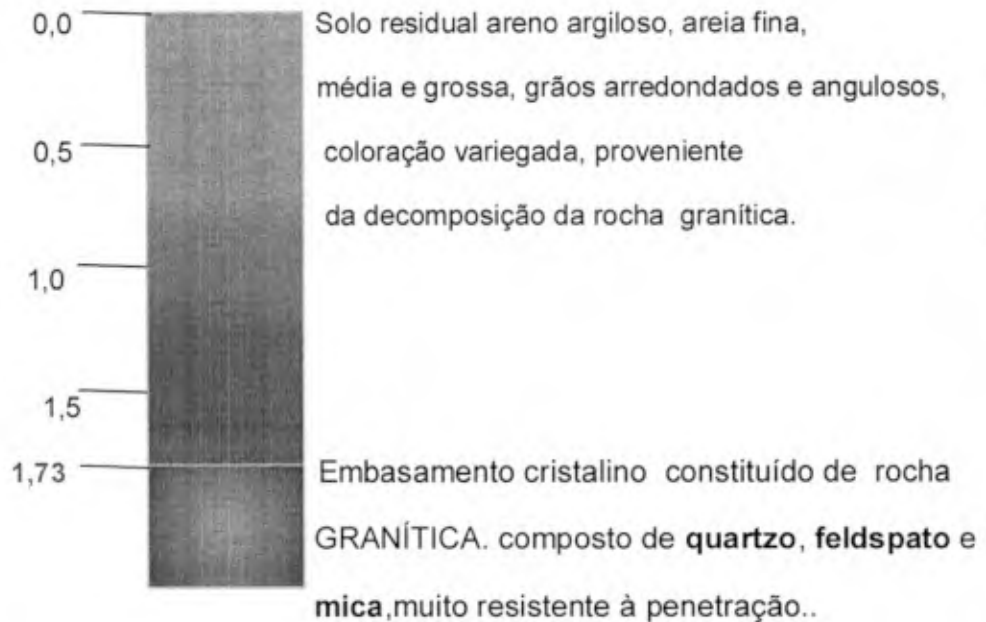 0,0
Solo residual areno argiloso, areia fina,
média e grossa, grãos arredondados e angulosos,
0,5
coloração variegada, proveniente
da decomposição da rocha granítica.
1,0
1,5
1,73
Embasamento cristalino constituído de rocha
GRANÍTICA. composto de quartzo, feldspato e
mica,muito resistente à penetração..